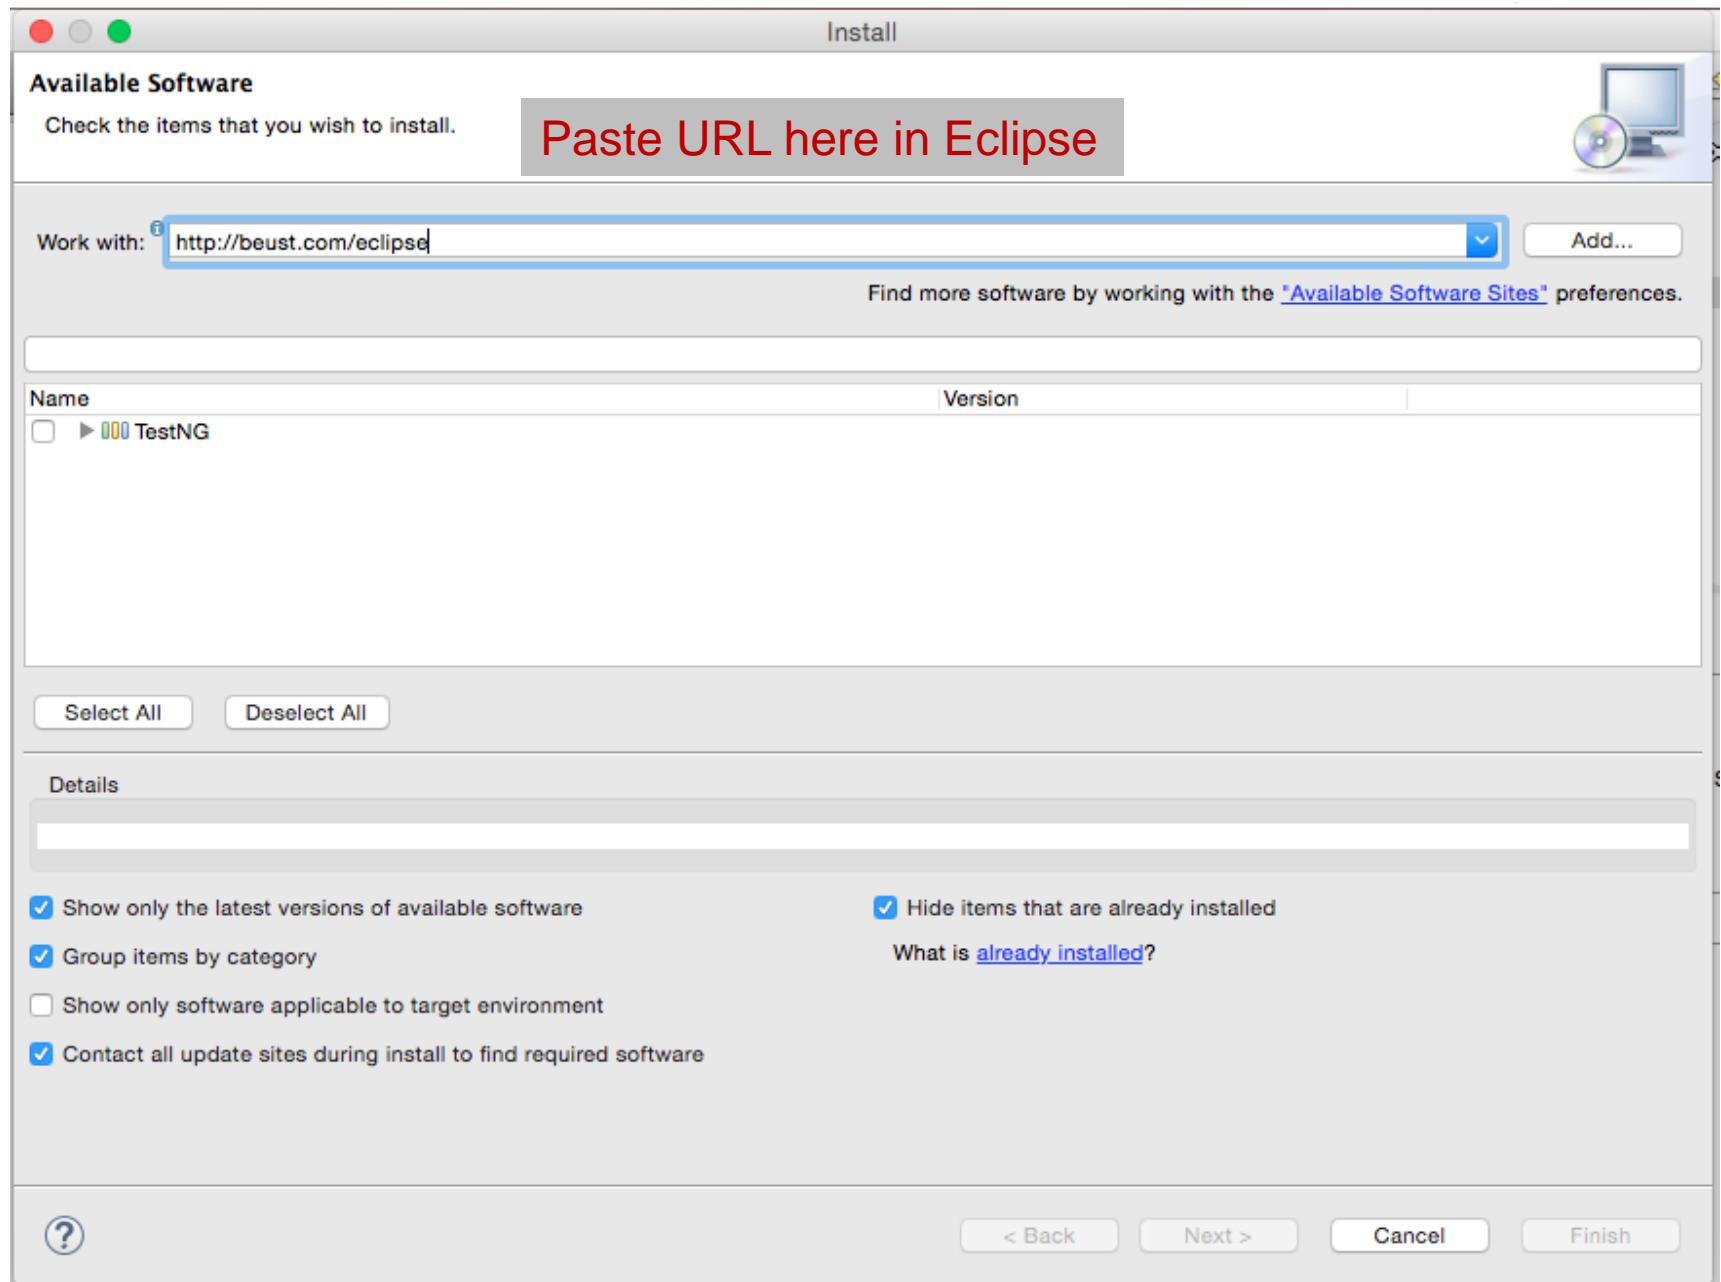 Install
Available Software
Check the items that you wish to install.
Paste URL here in Eclipse
Work with: http://beust.com/eclipse
Add...
Find more software by working with the "Available Software Sites" preferences.
Name Version
TestNG
Select All Deselect All
Details
Show only the latest versions of available software
Hide items that are already installed
Group items by category
What is already installed?
Show only software applicable to target environment
Contact all update sites during install to find required software
? < Back Next > Cancel Finish